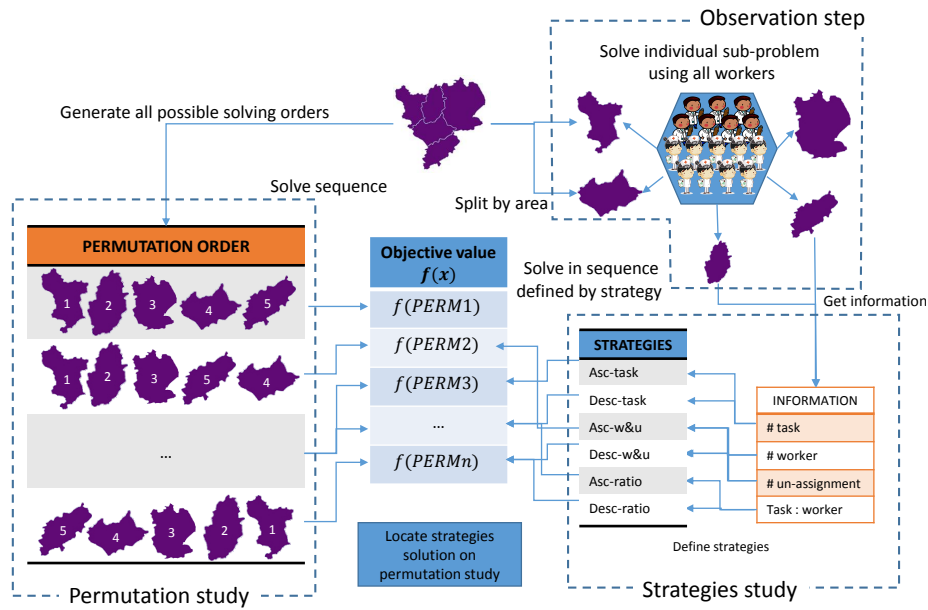 Observation step
Solve individual sub-problem
using all workers
Generate all possible solving orders
Split by area
Solve sequence
PERMUTATION ORDER
1 2 3 4 5
1 2 3 5 4
...
5 4 3 2 1
Permutation study
Objective value
f(x)
f(PERM1)
f(PERM2)
f(PERM3)
...
f(PERMn)
Locate strategies
solution on
permutation study
Solve in sequence
defined by strategy
Get information
STRATEGIES
Asc-task
Desc-task
Asc-w&u
Desc-w&u
Asc-ratio
Desc-ratio
INFORMATION
# task
# worker
# un-assignment
Task : worker
Define strategies
Strategies study